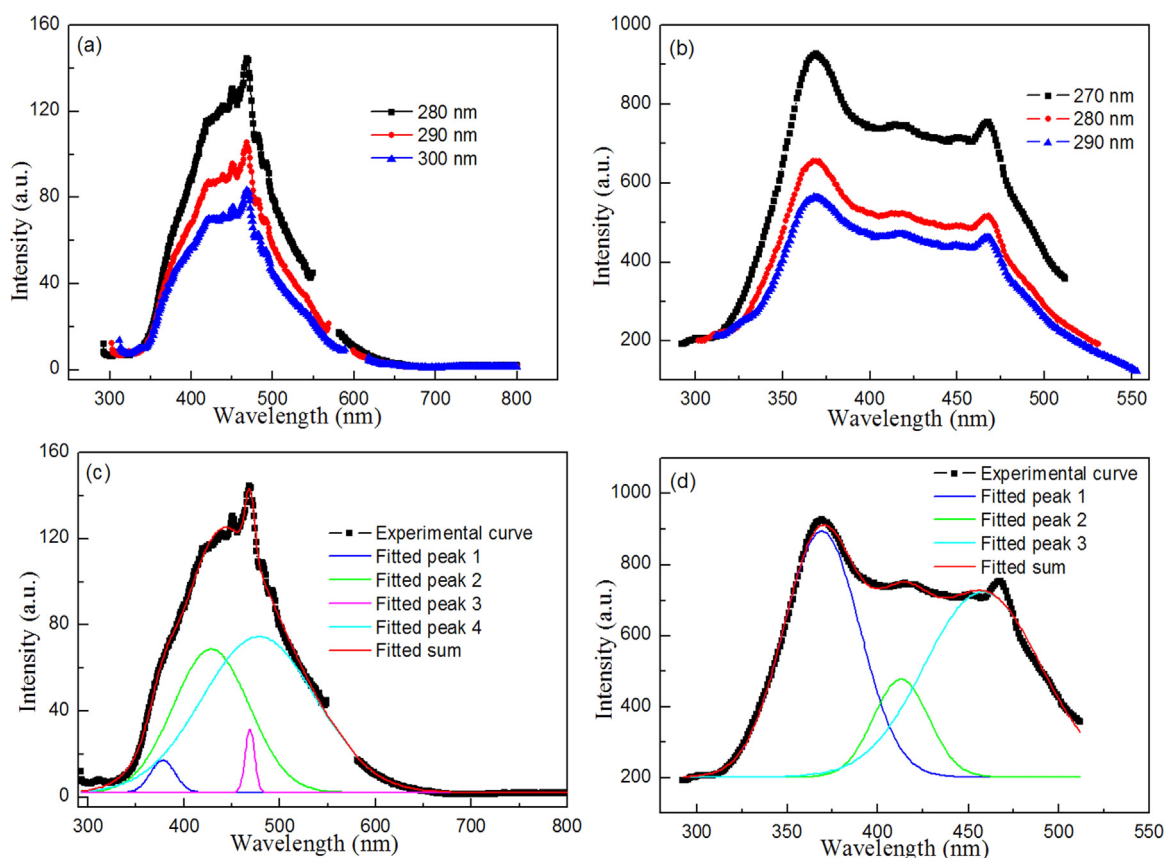 (a)
160
120
80
40
0
Intensity (a.u.)
300 400 500 600 700 800
Wavelength (nm)
280 nm
290 nm
300 nm
(b)
1000
800
600
400
200
Intensity (a.u.)
300 350 400 450 500 550
Wavelength (nm)
270 nm
280 nm
290 nm
(c)
160
120
80
40
0
Intensity (a.u.)
300 400 500 600 700 800
Wavelength (nm)
Experimental curve
Fitted peak 1
Fitted peak 2
Fitted peak 3
Fitted peak 4
Fitted sum
(d)
1000
800
600
400
200
Intensity (a.u.)
300 350 400 450 500 550
Wavelength (nm)
Experimental curve
Fitted peak 1
Fitted peak 2
Fitted peak 3
Fitted sum